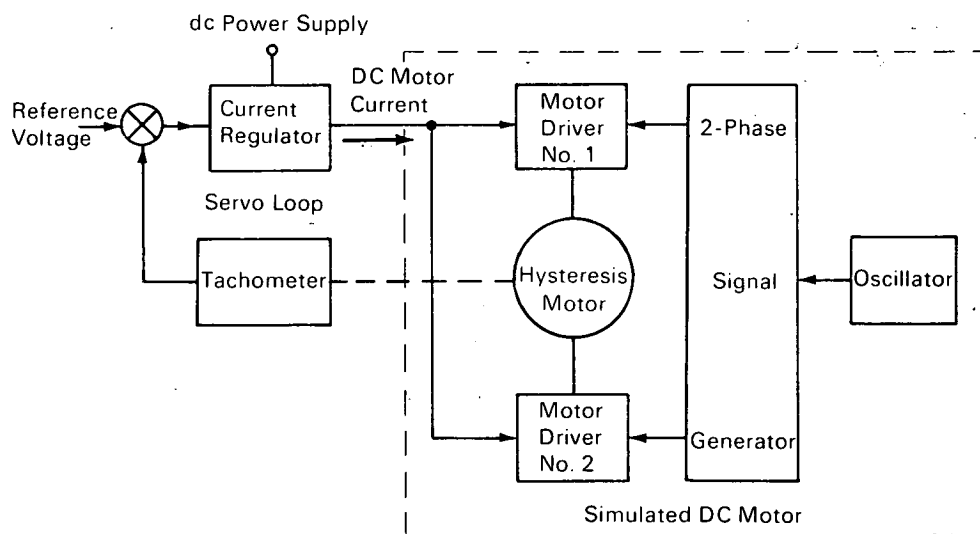 dc Power Supply
DC Motor
Current
Reference
Voltage
Current
Regulator
Motor
Driver
No. 1
2-Phase
Servo Loop
Tachometer
Hysteresis
Motor
Signal
Oscillator
Motor
Driver
No. 2
Generator
Simulated DC Motor